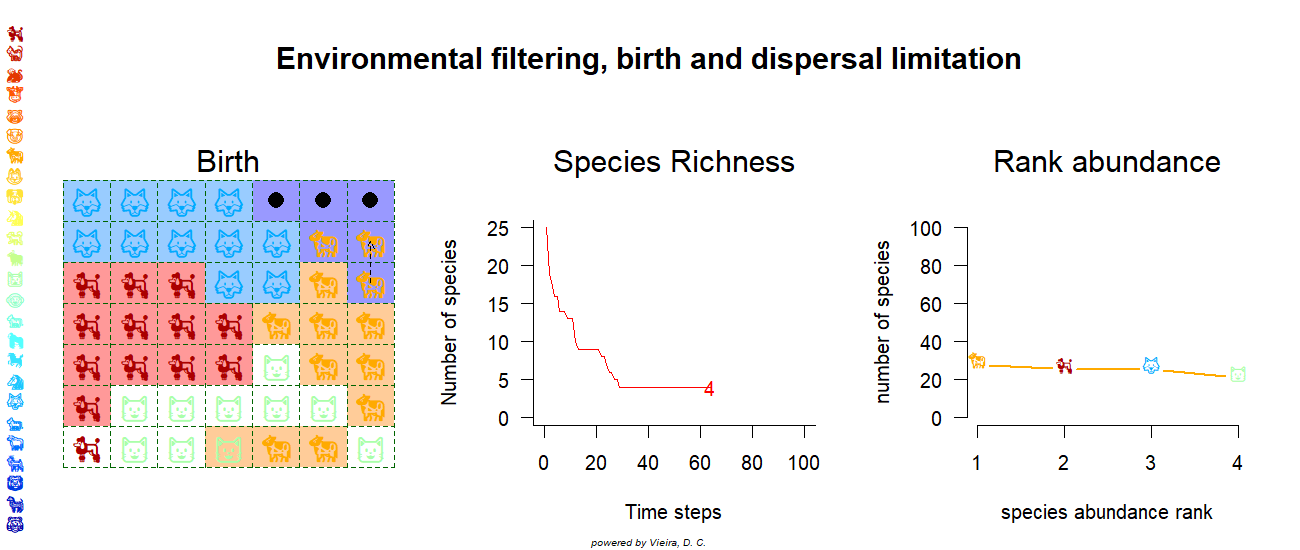 Environmental filtering, birth and dispersal limitation
Birth
Species Richness
Rank abundance
Number of species
25
20
15
10
5
0
4
0
20
40
60
80
100
Time steps
number of species
100
80
60
40
20
0
1
2
3
4
species abundance rank
powered by Vieira, D. C.